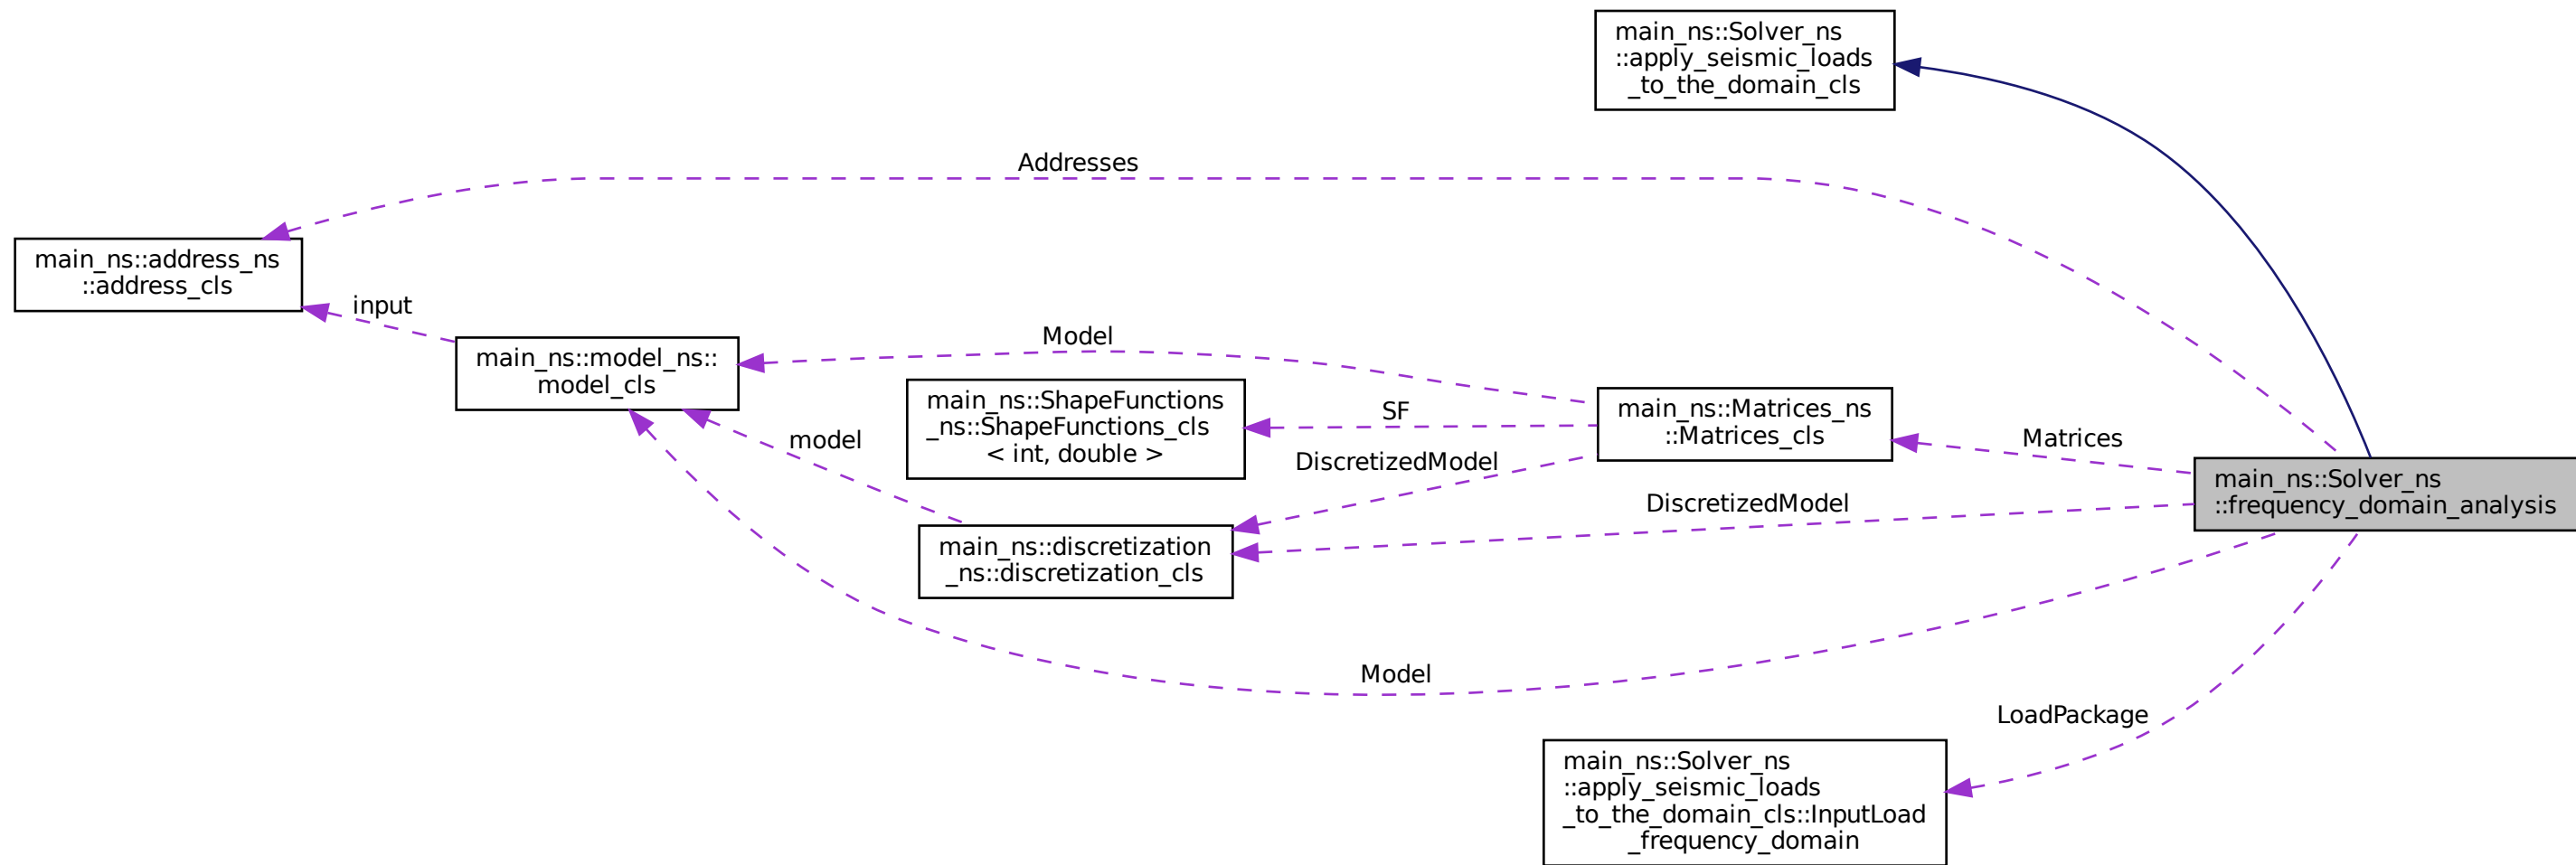 main_ns::Solver_ns
::apply_seismic_loads
_to_the_domain_cls
Addresses
main_ns::address_ns
::address_cls
input
main_ns::model_ns::
model_cls
Model
main_ns::ShapeFunctions
_ns::ShapeFunctions_cls
< int, double >
SF
main_ns::Matrices_ns
::Matrices_cls
Matrices
model
DiscretizedModel
DiscretizedModel
main_ns::Solver_ns
::frequency_domain_analysis
main_ns::discretization
_ns::discretization_cls
Model
LoadPackage
main_ns::Solver_ns
::apply_seismic_loads
_to_the_domain_cls::InputLoad
_frequency_domain